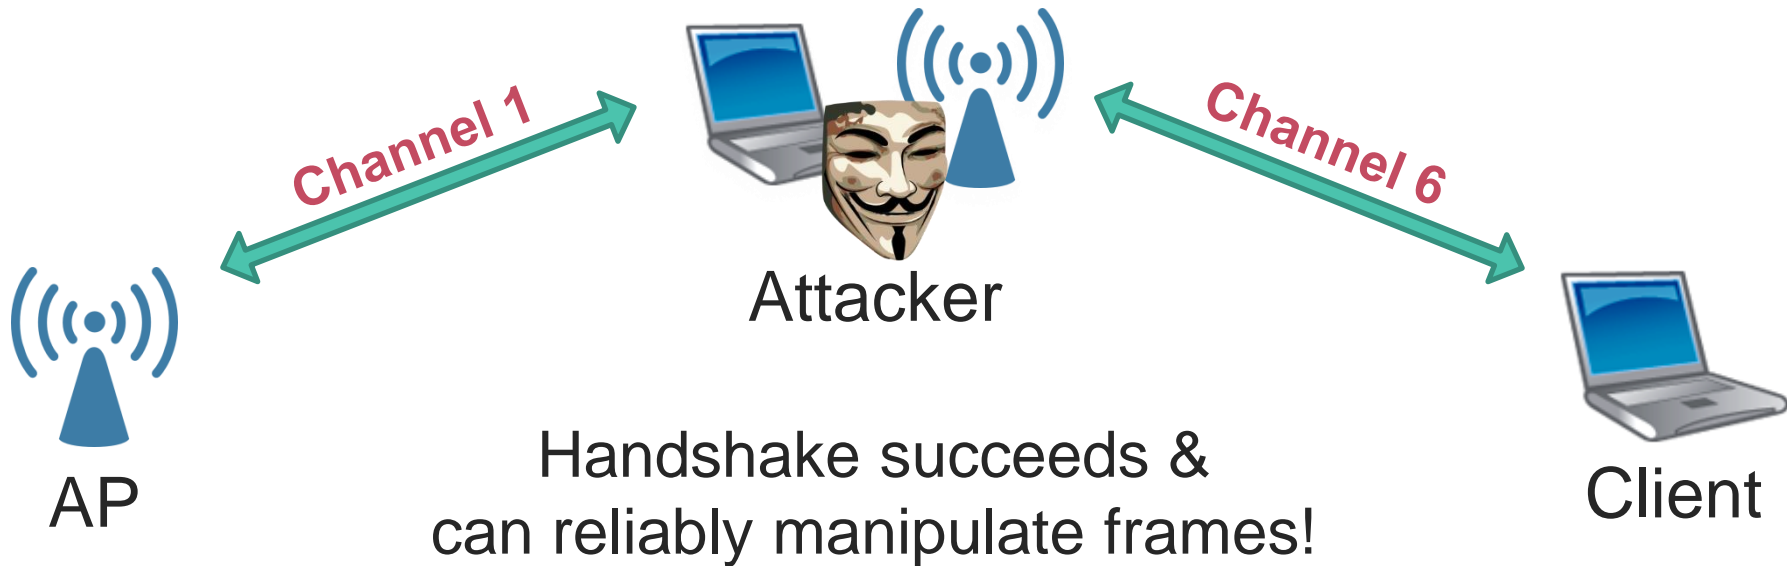 Channel 1
Channel 6
Attacker
AP
Handshake succeeds &
can reliably manipulate frames!
Client